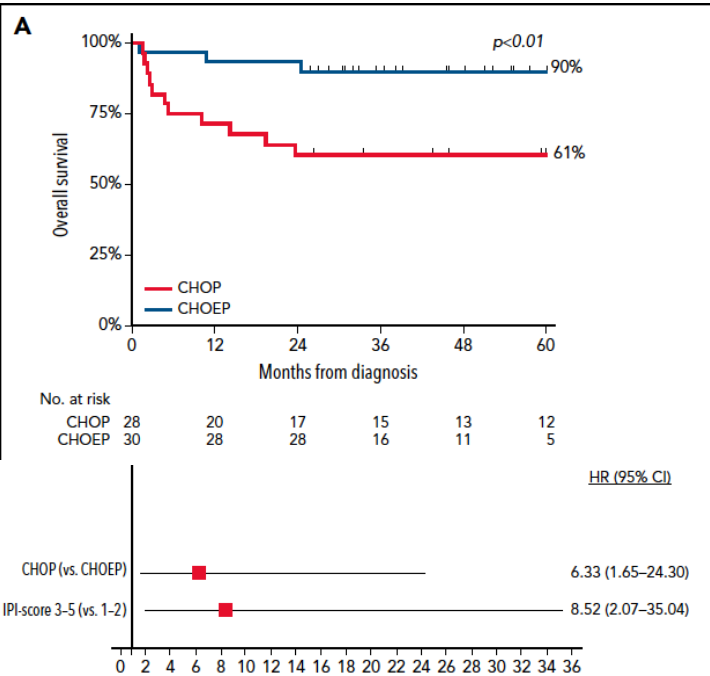 A
100%
p<0.01
90%
75%
61%
Overall survival
50%
25%
CHOP
CHOEP
0%
0 12 24 36 48 60
Months from diagnosis
No. at risk
CHOP 28 20 17 15 13 12
CHOEP 30 28 28 16 11 5
HR (95% CI)
CHOP (vs. CHOEP) 6.33 (1.65–24.30)
IPI-score 3–5 (vs. 1–2) 8.52 (2.07–35.04)
0 2 4 6 8 10 12 14 16 18 20 22 24 26 28 30 32 34 36